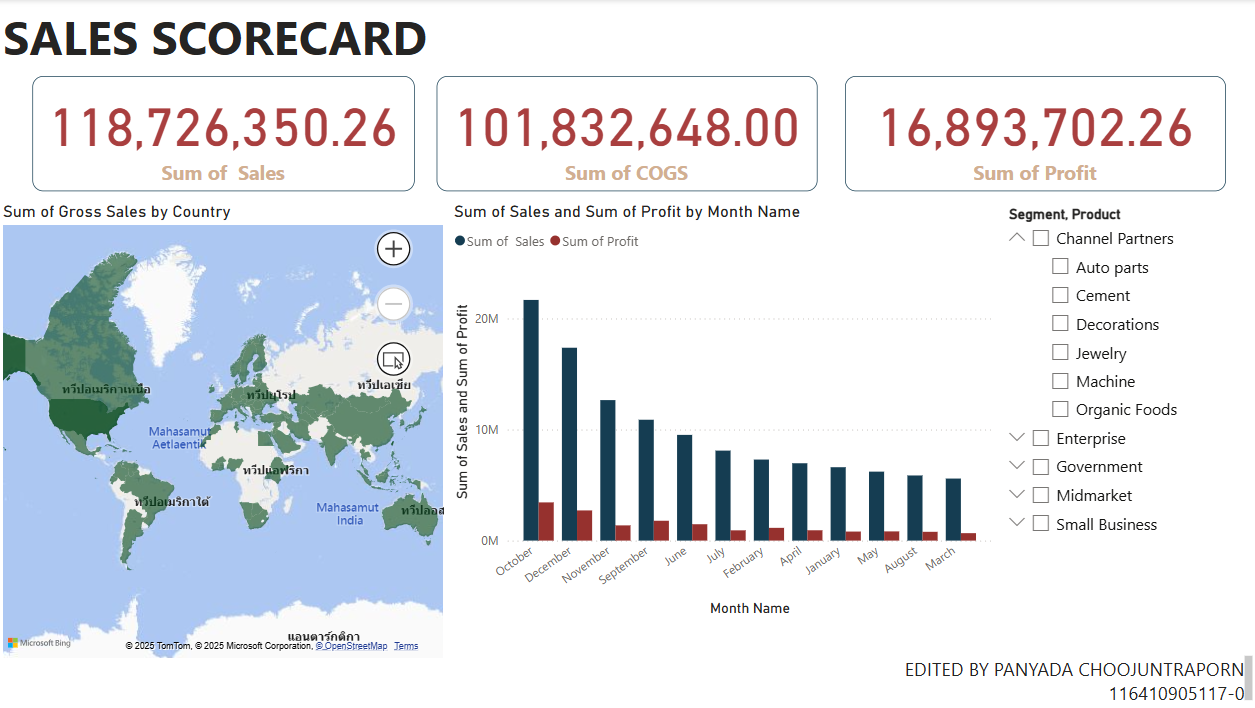 SALES SCORECARD
118,726,350.26
Sum of  Sales
101,832,648.00
Sum of COGS
16,893,702.26
Sum of Profit
Sum of Gross Sales by Country
ทวีปอเมริกาเหนือ
ทวีปยุโรป
ทวีปเอเชีย
Mahasamut
Aetlaentik
ทวีปแอฟริกา
ทวีปอเมริกาใต้
Mahasamut
India
ทวีปออส
แอนตาร์กติกา
Microsoft Bing
© 2025 TomTom, © 2025 Microsoft Corporation, © OpenStreetMap Terms
Sum of Sales and Sum of Profit by Month Name
Sum of  Sales Sum of Profit
Sum of Sales and Sum of Profit
20M
10M
0M
October
December
November
September
June
July
February
April
January
May
August
March
Month Name
Segment, Product
Channel Partners
Auto parts
Cement
Decorations
Jewelry
Machine
Organic Foods
Enterprise
Government
Midmarket
Small Business
EDITED BY PANYADA CHOOJUNTRAPORN
116410905117-0